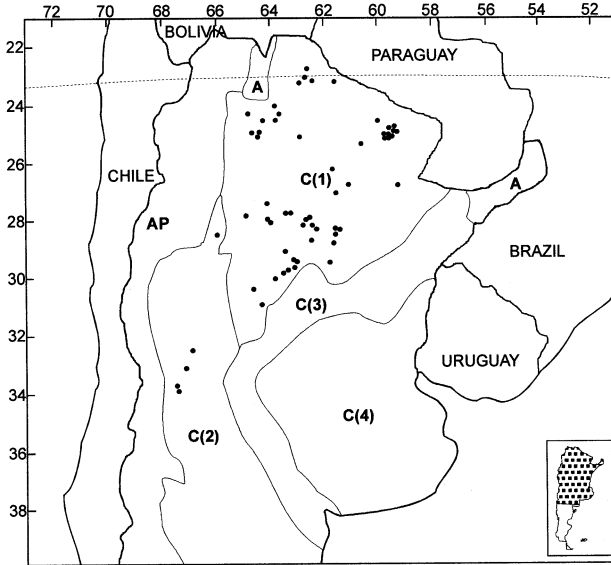 72 70 68 66 64 62 60 58 56 54 52
BOLIVIA
22
PARAGUAY
24
A
26
CHILE
C(1)
A
AP
28
BRAZIL
30
C(3)
32
URUGUAY
34
C(4)
C(2)
36
38